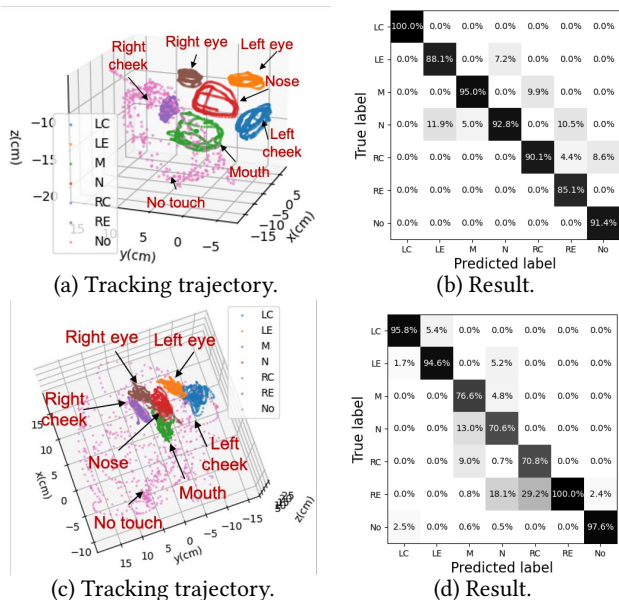 Right cheek
Right eye
Left eye
Nose
Left cheek
Mouth
No touch
LC
LE
M
N
RC
RE
No
z(cm)
−10
−15
−20
15
10
5
0
−5
y(cm)
−15
−10
−5
0
5
x(cm)
(a) Tracking trajectory.
True label
LC 100.0% 0.0% 0.0% 0.0% 0.0% 0.0% 0.0%
LE 0.0% 88.1% 0.0% 7.2% 0.0% 0.0% 0.0%
M 0.0% 0.0% 95.0% 0.0% 9.9% 0.0% 0.0%
N 0.0% 11.9% 5.0% 92.8% 0.0% 10.5% 0.0%
RC 0.0% 0.0% 0.0% 0.0% 90.1% 4.4% 8.6%
RE 0.0% 0.0% 0.0% 0.0% 0.0% 85.1% 0.0%
No 0.0% 0.0% 0.0% 0.0% 0.0% 0.0% 91.4%
LC LE M N RC RE No
Predicted label
(b) Result.
Right eye
Left eye
Right cheek
Nose
Left cheek
Mouth
No touch
LC
LE
M
N
RC
RE
No
x(cm)
15
10
5
0
−5
−10
15
10
5
0
−5
−10
−15
y(cm)
z(cm)
(c) Tracking trajectory.
True label
LC 95.8% 5.4% 0.0% 0.0% 0.0% 0.0% 0.0%
LE 1.7% 94.6% 0.0% 5.2% 0.0% 0.0% 0.0%
M 0.0% 0.0% 76.6% 4.8% 0.0% 0.0% 0.0%
N 0.0% 0.0% 13.0% 70.6% 0.0% 0.0% 0.0%
RC 0.0% 0.0% 9.0% 0.7% 70.8% 0.0% 0.0%
RE 0.0% 0.0% 0.8% 18.1% 29.2% 100.0% 2.4%
No 2.5% 0.0% 0.6% 0.5% 0.0% 0.0% 97.6%
LC LE M N RC RE No
Predicted label
(d) Result.